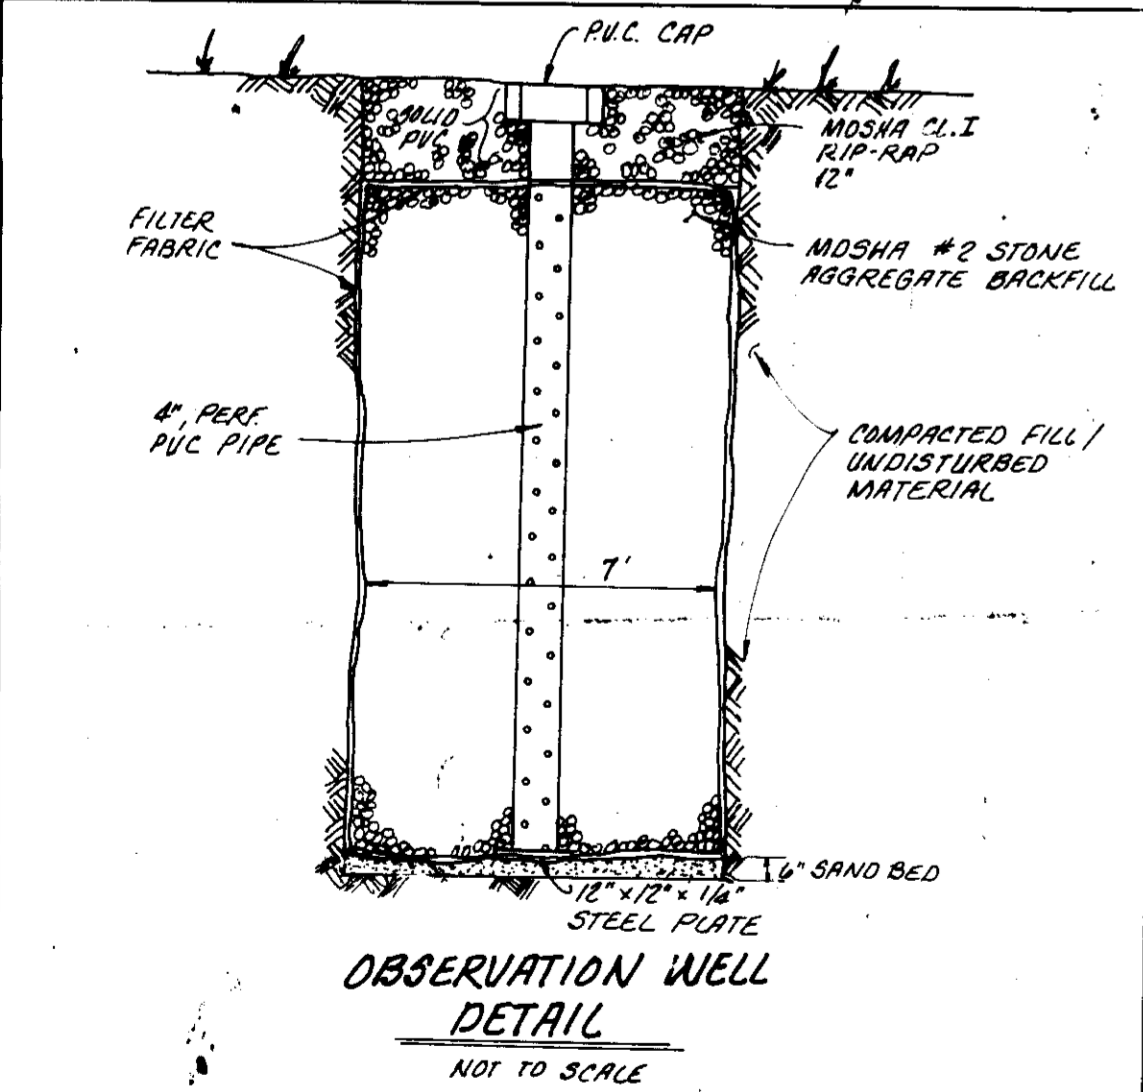 P.V.C. CAP
SOLID
PVC
MDSHA CL.I
RIP-RAP
12"
FILTER
FABRIC
MDSHA #2 STONE
AGGREGATE BACKFILL
4", PERF.
PVC PIPE
COMPACTED FILL/
UNDISTURBED
MATERIAL
7'
6" SAND BED
12" x 12" x 1/4"
STEEL PLATE
OBSERVATION WELL
DETAIL
NOT TO SCALE